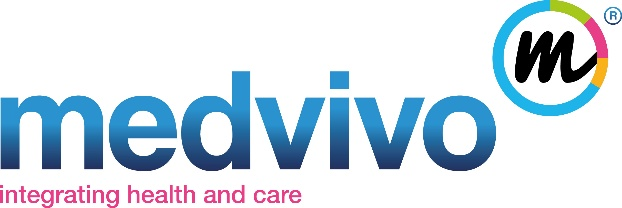 m ®
medvivo
integrating health and care